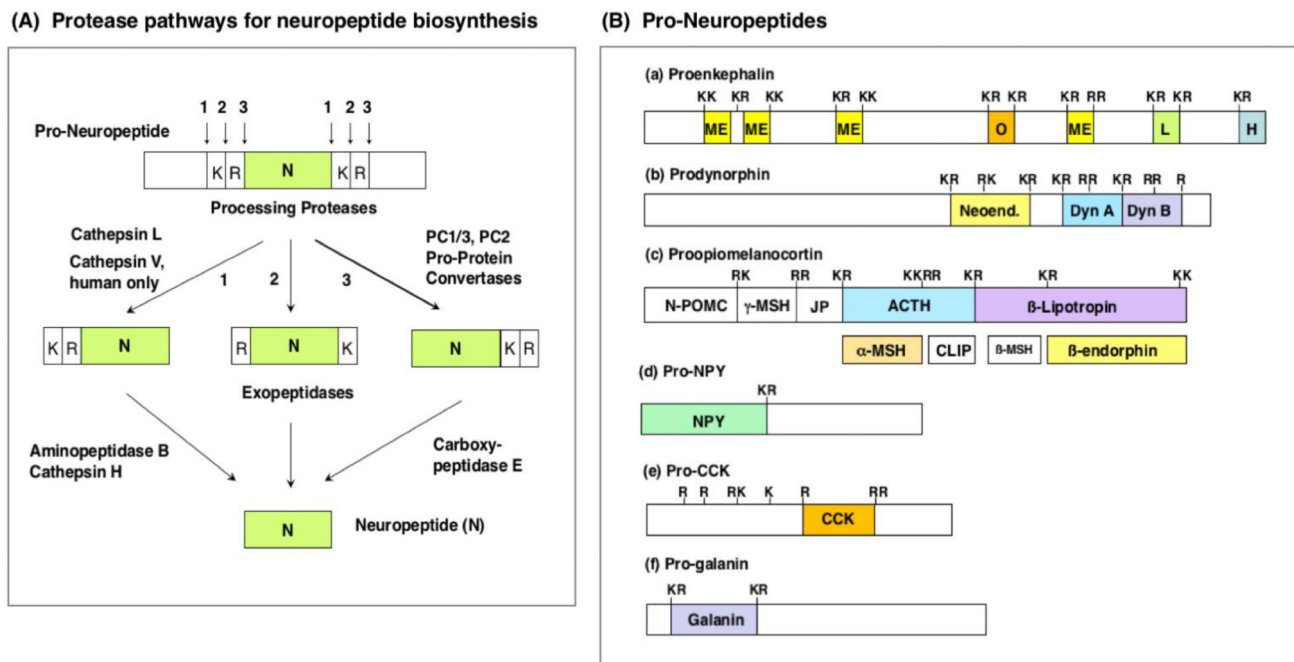 (A) Protease pathways for neuropeptide biosynthesis
1 2 3 1 2 3
Pro-Neuropeptide
K R N K R
Processing Proteases
Cathepsin L
Cathepsin V,
human only
PC1/3, PC2
Pro-Protein
Convertases
1 2 3
K R N
R N K
N K R
Exopeptidases
Aminopeptidase B
Cathepsin H
Carboxy-
peptidase E
N
Neuropeptide (N)
(B) Pro-Neuropeptides
(a) Proenkephalin
KK KR KK KR KK KR KR KR RR KR KR KR
ME ME ME O ME L H
(b) Prodynorphin
KR RK KR KR RR KR RR R
Neoend. Dyn A Dyn B
(c) Proopiomelanocortin
RK RR KR KKRR KR KR KK
N-POMC γ-MSH JP ACTH ß-Lipotropin
α-MSH CLIP ß-MSH ß-endorphin
(d) Pro-NPY
KR
NPY
(e) Pro-CCK
R R RK K R RR
CCK
(f) Pro-galanin
KR KR
Galanin